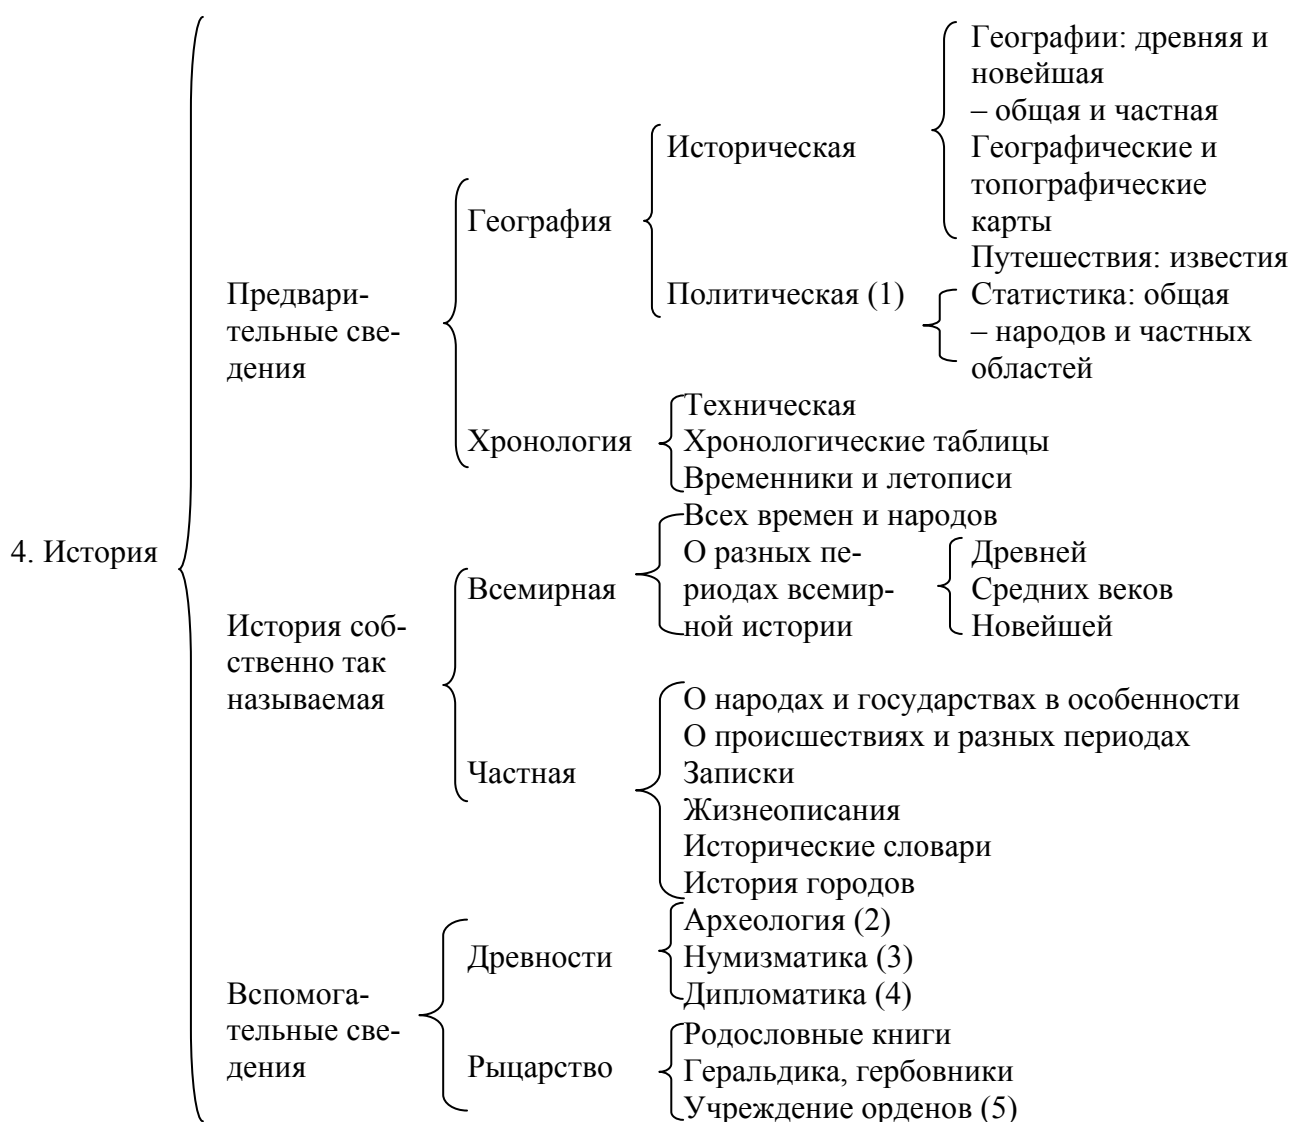 4. История
Предвари-
тельные све-
дения
География
Историческая
Географии: древняя и
новейшая
– общая и частная
Географические и
топографические
карты
Путешествия: известия
Политическая (1)
Статистика: общая
– народов и частных
областей
Хронология
Техническая
Хронологические таблицы
Временники и летописи
История соб-
ственно так
называемая
Всемирная
Всех времен и народов
О разных пе-
риодах всемир-
ной истории
Древней
Средних веков
Новейшей
Частная
О народах и государствах в особенности
О происшествиях и разных периодах
Записки
Жизнеописания
Исторические словари
История городов
Вспомога-
тельные све-
дения
Древности
Археология (2)
Нумизматика (3)
Дипломатика (4)
Рыцарство
Родословные книги
Геральдика, гербовники
Учреждение орденов (5)